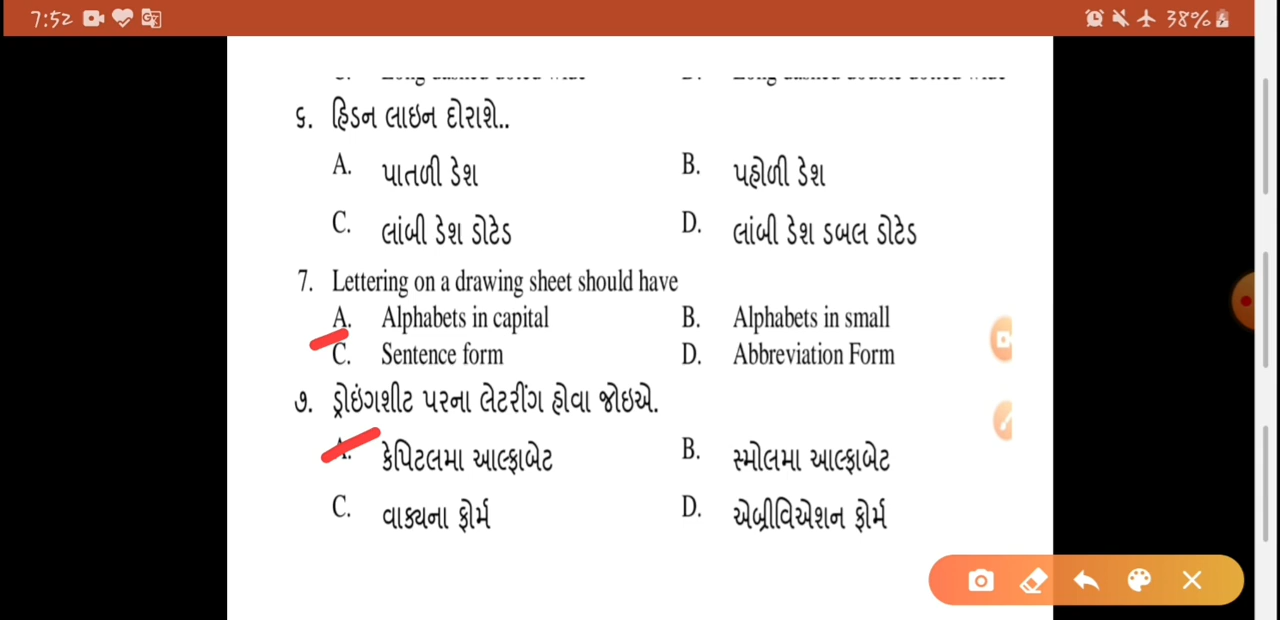 7:52 38%
૬. હિડન લાઇન દોરાશે..
A. પાતળી ડેશ B. પહોળી ડેશ
C. લાંબી ડેશ ડોટેડ D. લાંબી ડેશ ડબલ ડોટેડ
7. Lettering on a drawing sheet should have
A. Alphabets in capital B. Alphabets in small
C. Sentence form D. Abbreviation Form
૭. ડ્રોઇંગશીટ પરના લેટરીંગ હોવા જોઇએ.
A. કેપિટલમા આલ્ફાબેટ B. સ્મોલમા આલ્ફાબેટ
C. વાક્યના ફોર્મ D. એબ્રીવિએશન ફોર્મ